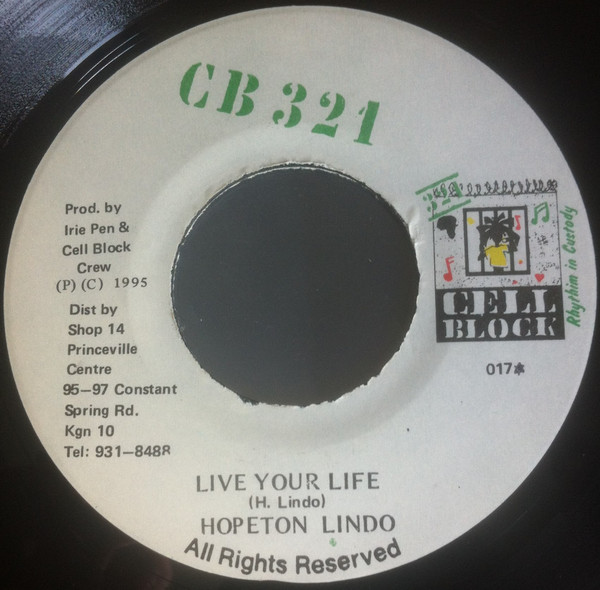 CB 321
Prod. by
Irie Pen &
Cell Block
Crew
(P) (C) 1995
Dist by
Shop 14
Princeville
Centre
95–97 Constant
Spring Rd.
Kgn 10
Tel: 931–8488
321
CELL
BLOCK
Rhythim in Custody
017*
LIVE YOUR LIFE
(H. Lindo)
HOPETON LINDO
All Rights Reserved